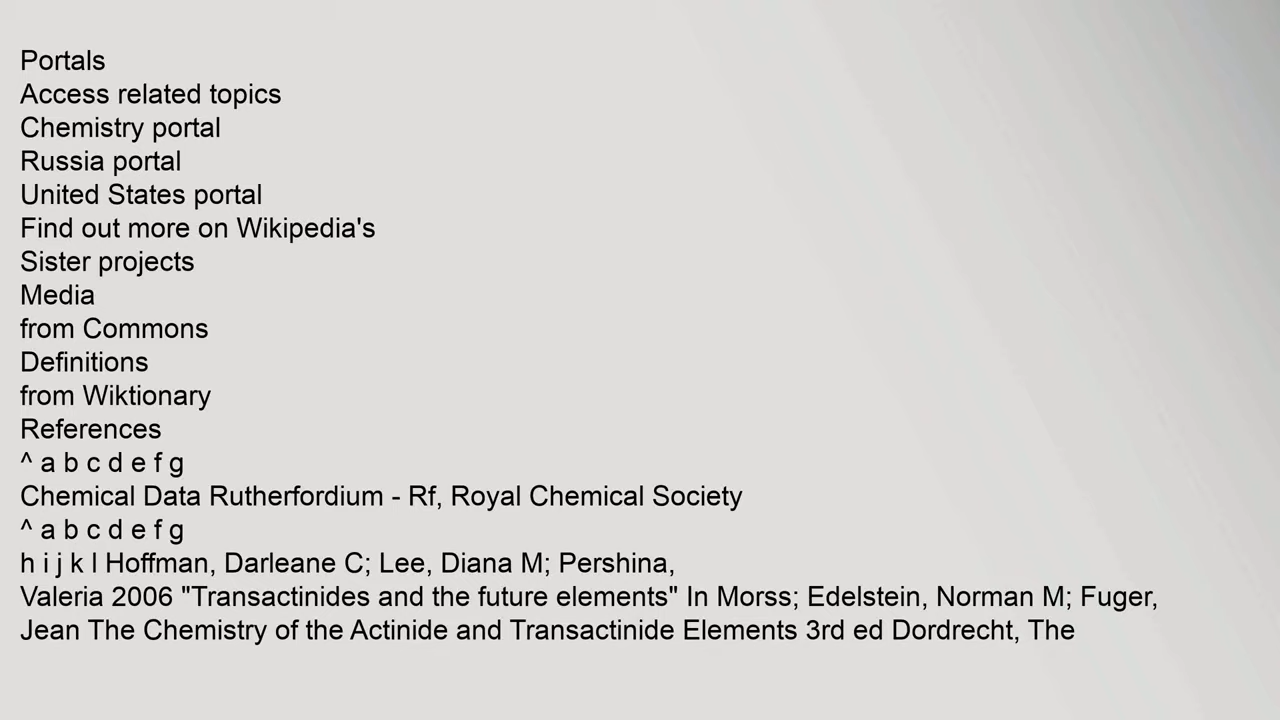 Portals
Access related topics
Chemistry portal
Russia portal
United States portal
Find out more on Wikipedia's
Sister projects
Media
from Commons
Definitions
from Wiktionary
References
^ a b c d e f g
Chemical Data Rutherfordium - Rf, Royal Chemical Society
^ a b c d e f g
h i j k l Hoffman, Darleane C; Lee, Diana M; Pershina,
Valeria 2006 "Transactinides and the future elements" In Morss; Edelstein, Norman M; Fuger,
Jean The Chemistry of the Actinide and Transactinide Elements 3rd ed Dordrecht, The